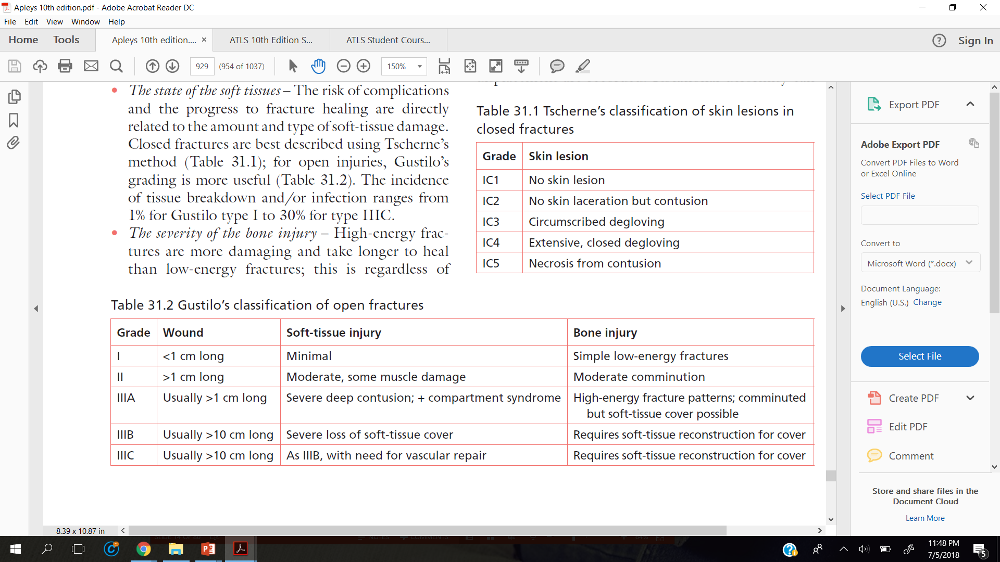 Apleys 10th edition.pdf - Adobe Acrobat Reader DC
File Edit View Window Help
Home Tools Apleys 10th edition.... × ATLS 10th Edition S... ATLS Student Cours... Sign In
929 (954 of 1037) 150%
• The state of the soft tissues – The risk of complications
and the progress to fracture healing are directly
related to the amount and type of soft-tissue damage.
Closed fractures are best described using Tscherne's
method (Table 31.1); for open injuries, Gustilo's
grading is more useful (Table 31.2). The incidence
of tissue breakdown and/or infection ranges from
1% for Gustilo type I to 30% for type IIIC.
• The severity of the bone injury – High-energy frac-
tures are more damaging and take longer to heal
than low-energy fractures; this is regardless of
Table 31.1 Tscherne's classification of skin lesions in
closed fractures
Grade Skin lesion
IC1 No skin lesion
IC2 No skin laceration but contusion
IC3 Circumscribed degloving
IC4 Extensive, closed degloving
IC5 Necrosis from contusion
Table 31.2 Gustilo's classification of open fractures
Grade Wound Soft-tissue injury Bone injury
I <1 cm long Minimal Simple low-energy fractures
II >1 cm long Moderate, some muscle damage Moderate comminution
IIIA Usually >1 cm long Severe deep contusion; + compartment syndrome High-energy fracture patterns; comminuted
but soft-tissue cover possible
IIIB Usually >10 cm long Severe loss of soft-tissue cover Requires soft-tissue reconstruction for cover
IIIC Usually >10 cm long As IIIB, with need for vascular repair Requires soft-tissue reconstruction for cover
8.39 x 10.87 in
Export PDF
Adobe Export PDF
Convert PDF Files to Word
or Excel Online
Select PDF File
Convert to
Microsoft Word (*.docx)
Document Language:
English (U.S.) Change
Select File
Create PDF
Edit PDF
Comment
Store and share files in the
Document Cloud
Learn More
NOTES COMMENTS
11:48 PM
7/5/2018
5